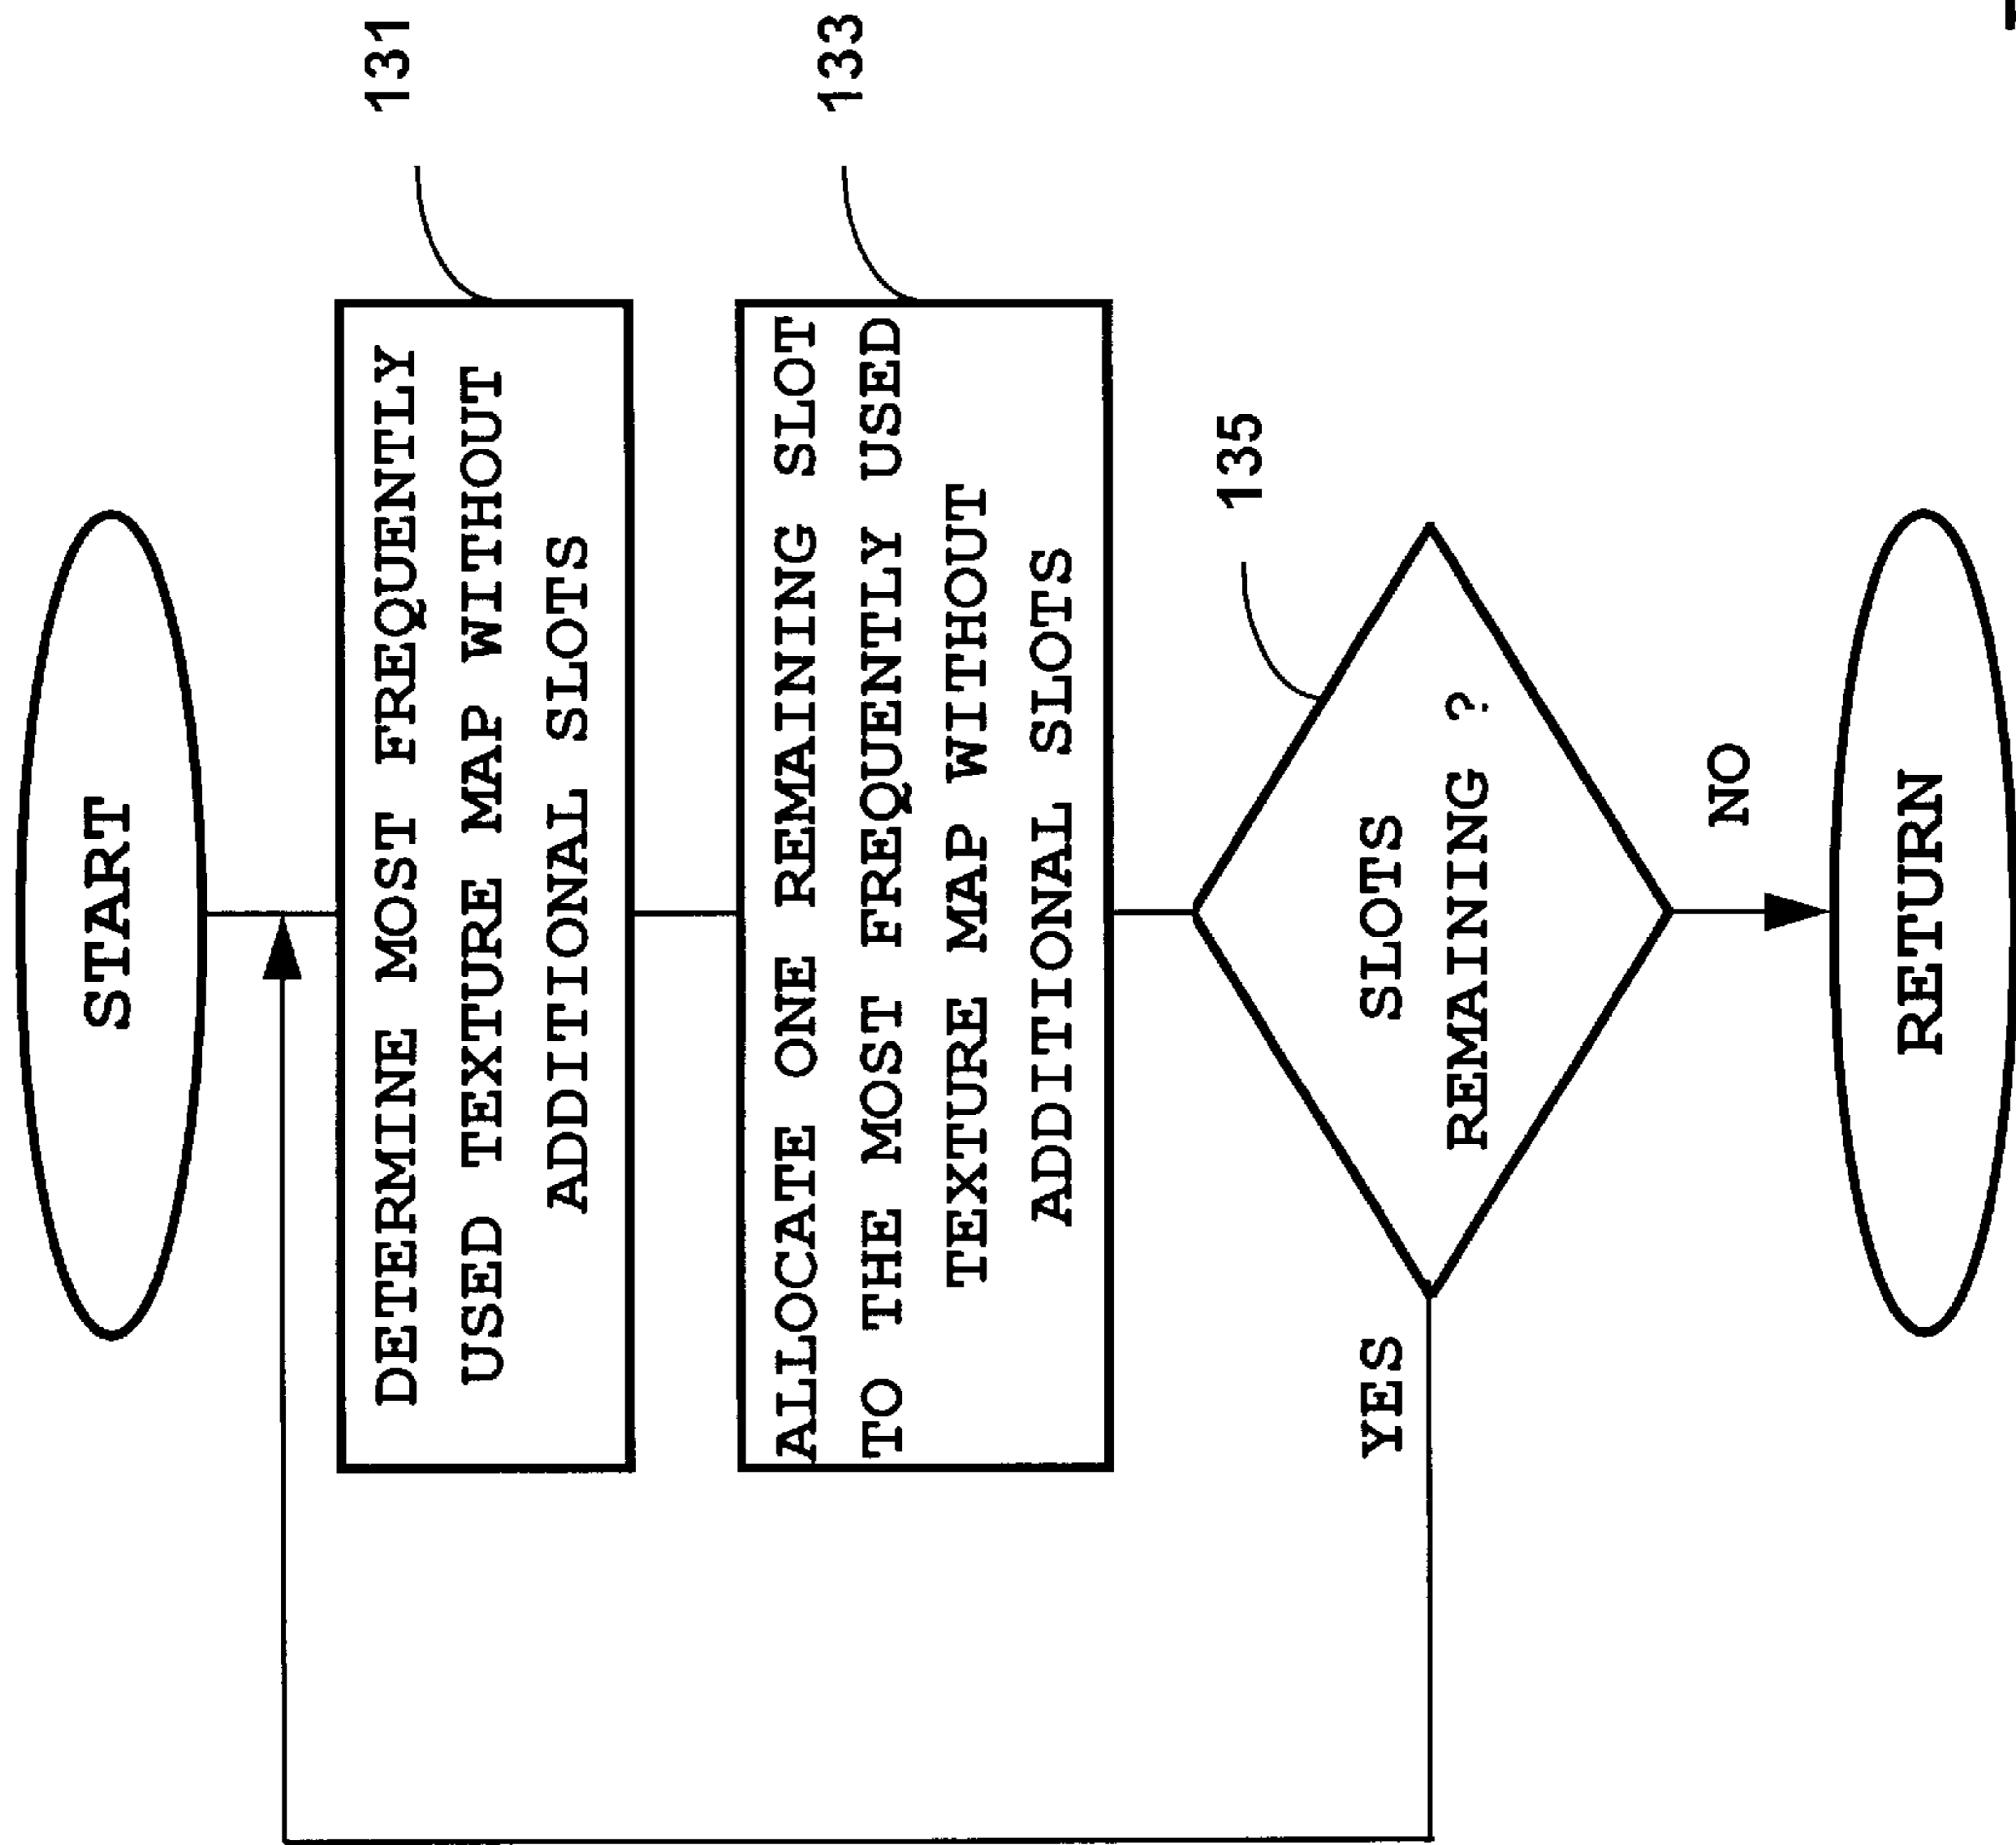 START
131
DETERMINE MOST FREQUENTLY
USED TEXTURE MAP WITHOUT
ADDITIONAL SLOTS
133
ALLOCATE ONE REMAINING SLOT
TO THE MOST FREQUENTLY USED
TEXTURE MAP WITHOUT
ADDITIONAL SLOTS
135
SLOTS
REMAINING ?
YES
NO
RETURN